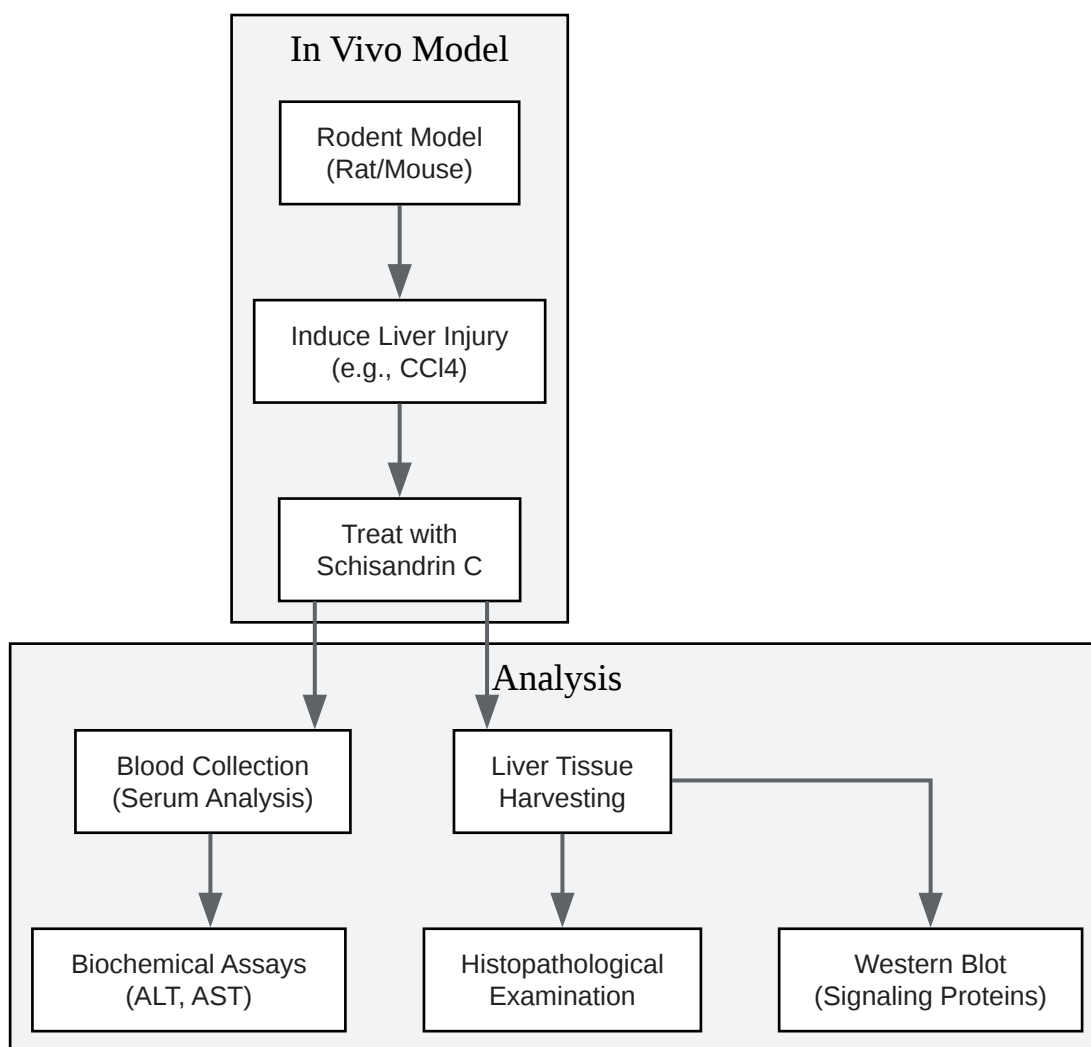 In Vivo Model
Rodent Model
(Rat/Mouse)
Induce Liver Injury
(e.g., CCl4)
Treat with
Schisandrin C
Analysis
Blood Collection
(Serum Analysis)
Liver Tissue
Harvesting
Biochemical Assays
(ALT, AST)
Histopathological
Examination
Western Blot
(Signaling Proteins)